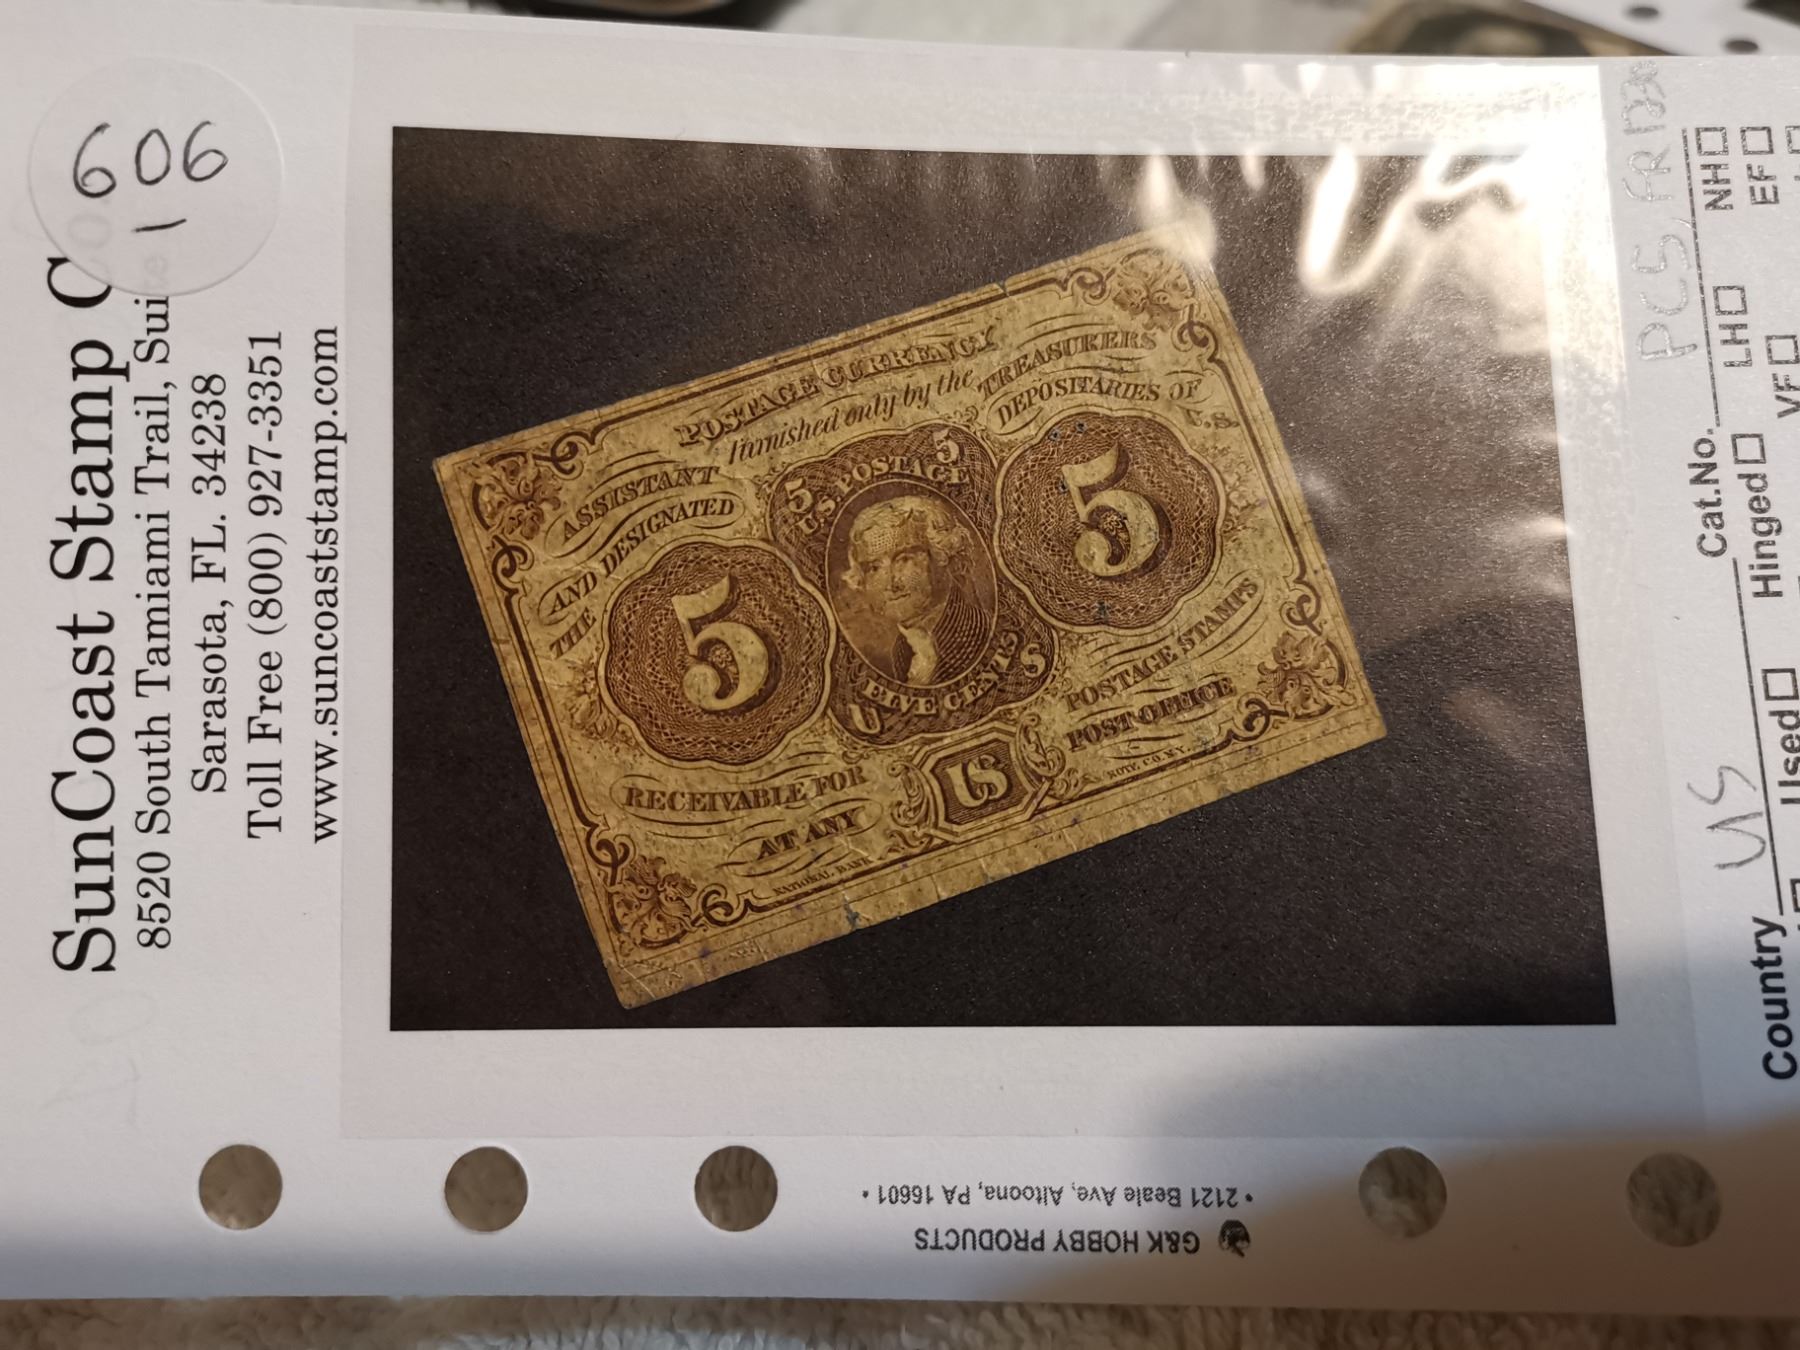 606
1
SunCoast Stamp C
8520 South Tamiami Trail, Sui
Sarasota, FL. 34238
Toll Free (800) 927-3351
www.suncoaststamp.com
POSTAGE CURRENCY
furnished only by the
ASSISTANT
TREASURERS
AND DESIGNATED
DEPOSITARIES OF
THE
U.S.
5 5
U.S. POSTAGE
5
5
FIVE CENTS
U S
RECEIVABLE FOR
POSTAGE STAMPS
AT ANY
US
POST OFFICE
NATIONAL BANK
NOTE CO. N.Y.
PCS,
Country US
Cat.No.
Used
Hinged
LH
NH
VF
EF
G&K HOBBY PRODUCTS
• 2121 Beale Ave, Altoona, PA 16601 •